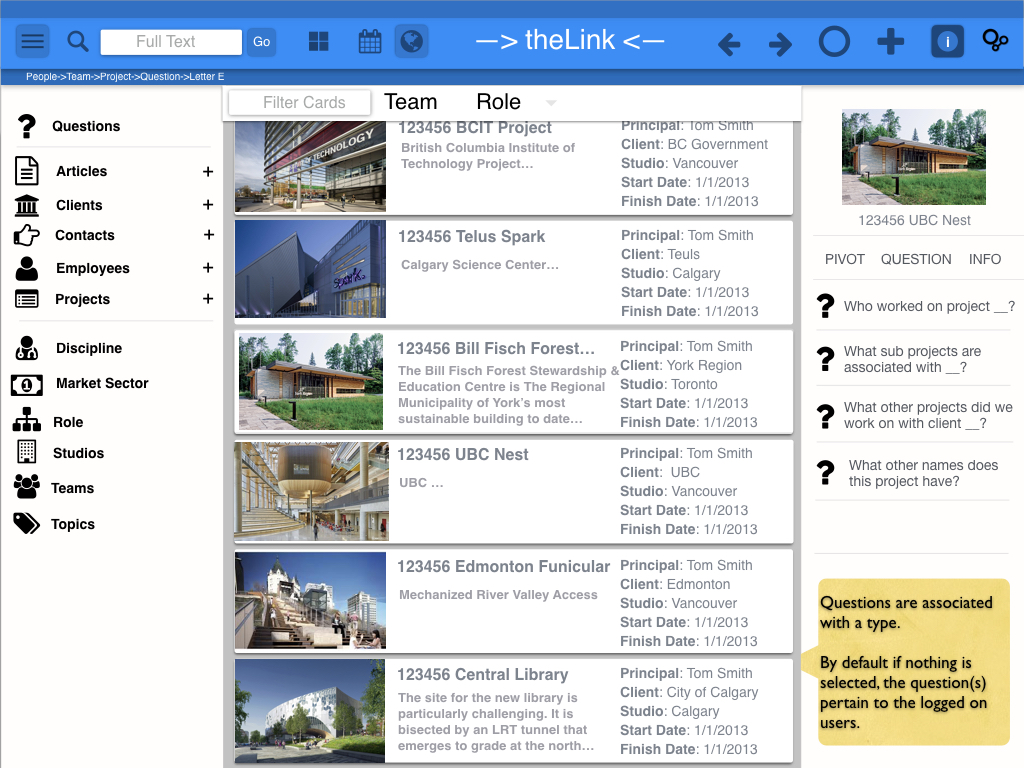 Full Text
Go
—> theLink <—
i
People->Team->Project->Question->Letter E
Questions
Articles +
Clients +
Contacts +
Employees +
Projects +
Discipline
Market Sector
Role
Studios
Teams
Topics
Filter Cards
Team
Role
TECHNOLOGY
123456 BCIT Project
British Columbia Institute of
Technology Project...
Principal: Tom Smith
Client: BC Government
Studio: Vancouver
Start Date: 1/1/2013
Finish Date: 1/1/2013
spark
123456 Telus Spark
Calgary Science Center...
Principal: Tom Smith
Client: Teuls
Studio: Calgary
Start Date: 1/1/2013
Finish Date: 1/1/2013
123456 Bill Fisch Forest...
The Bill Fisch Forest Stewardship &
Education Centre is The Regional
Municipality of York's most
sustainable building to date...
Principal: Tom Smith
Client: York Region
Studio: Toronto
Start Date: 1/1/2013
Finish Date: 1/1/2013
123456 UBC Nest
UBC ...
Principal: Tom Smith
Client: UBC
Studio: Vancouver
Start Date: 1/1/2013
Finish Date: 1/1/2013
123456 Edmonton Funicular
Mechanized River Valley Access
Principal: Tom Smith
Client: Edmonton
Studio: Vancouver
Start Date: 1/1/2013
Finish Date: 1/1/2013
123456 Central Library
The site for the new library is
particularly challenging. It is
bisected by an LRT tunnel that
emerges to grade at the north...
Principal: Tom Smith
Client: City of Calgary
Studio: Calgary
Start Date: 1/1/2013
Finish Date: 1/1/2013
123456 UBC Nest
PIVOT QUESTION INFO
Who worked on project __?
What sub projects are
associated with __?
What other projects did we
work on with client __?
What other names does
this project have?
Questions are associated
with a type.
By default if nothing is
selected, the question(s)
pertain to the logged on
users.